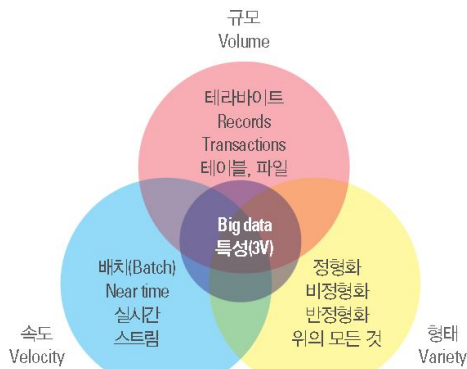 규모
Volume
테라바이트
Records
Transactions
테이블, 파일
Big data
특성(3V)
배치(Batch)
Near time
실시간
스트림
정형화
비정형화
반정형화
위의 모든 것
속도
Velocity
형태
Variety